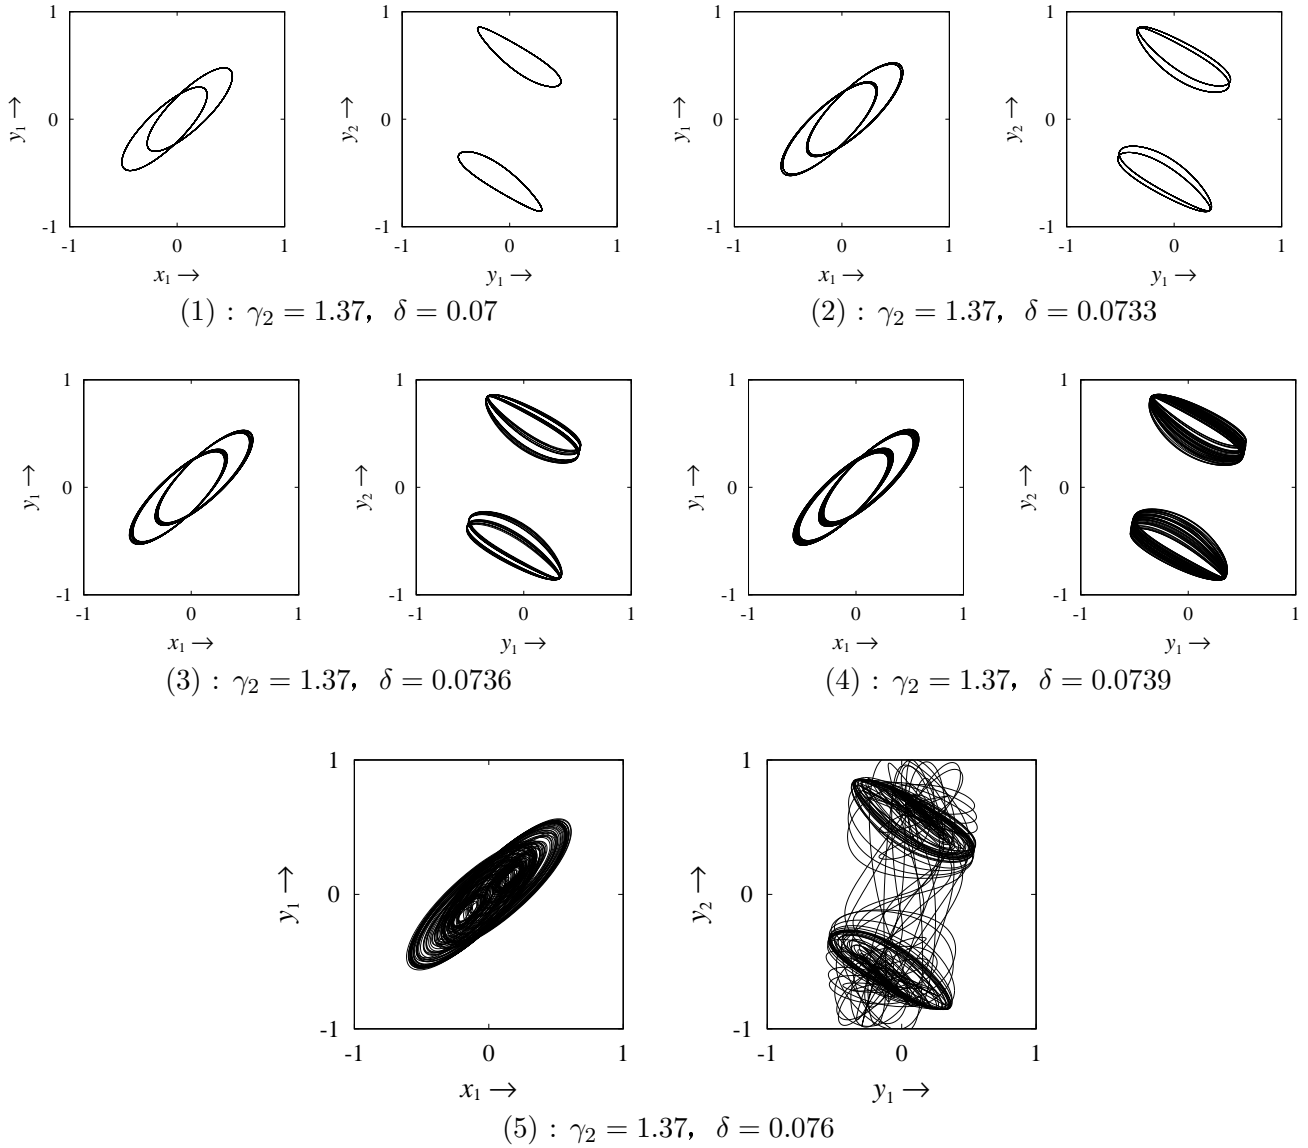 1 1 1 1
y₁ → y₂ → y₁ → y₂ →
0 0 0 0
-1 -1 -1 -1
-1 0 1 -1 0 1 -1 0 1 -1 0 1
x₁ → y₁ → x₁ → y₁ →
(1) : γ₂ = 1.37, δ = 0.07 (2) : γ₂ = 1.37, δ = 0.0733
1 1 1 1
y₁ → y₂ → y₁ → y₂ →
0 0 0 0
-1 -1 -1 -1
-1 0 1 -1 0 1 -1 0 1 -1 0 1
x₁ → y₁ → x₁ → y₁ →
(3) : γ₂ = 1.37, δ = 0.0736 (4) : γ₂ = 1.37, δ = 0.0739
1 1
y₁ → y₂ →
0 0
-1 -1
-1 0 1 -1 0 1
x₁ → y₁ →
(5) : γ₂ = 1.37, δ = 0.076